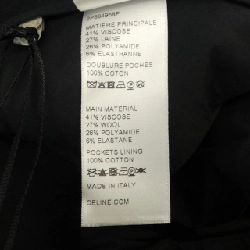 MATIERE PRINCIPALE
41% VISCOSE
27% LAINE
26% POLYAMIDE
6% ELASTHANNE
DOUBLURE POCHES
100% COTON
MAIN MATERIAL
41% VISCOSE
27% WOOL
26% POLYAMIDE
6% ELASTANE
POCKETS LINING
100% COTTON
MADE IN ITALY
CELINE.COM